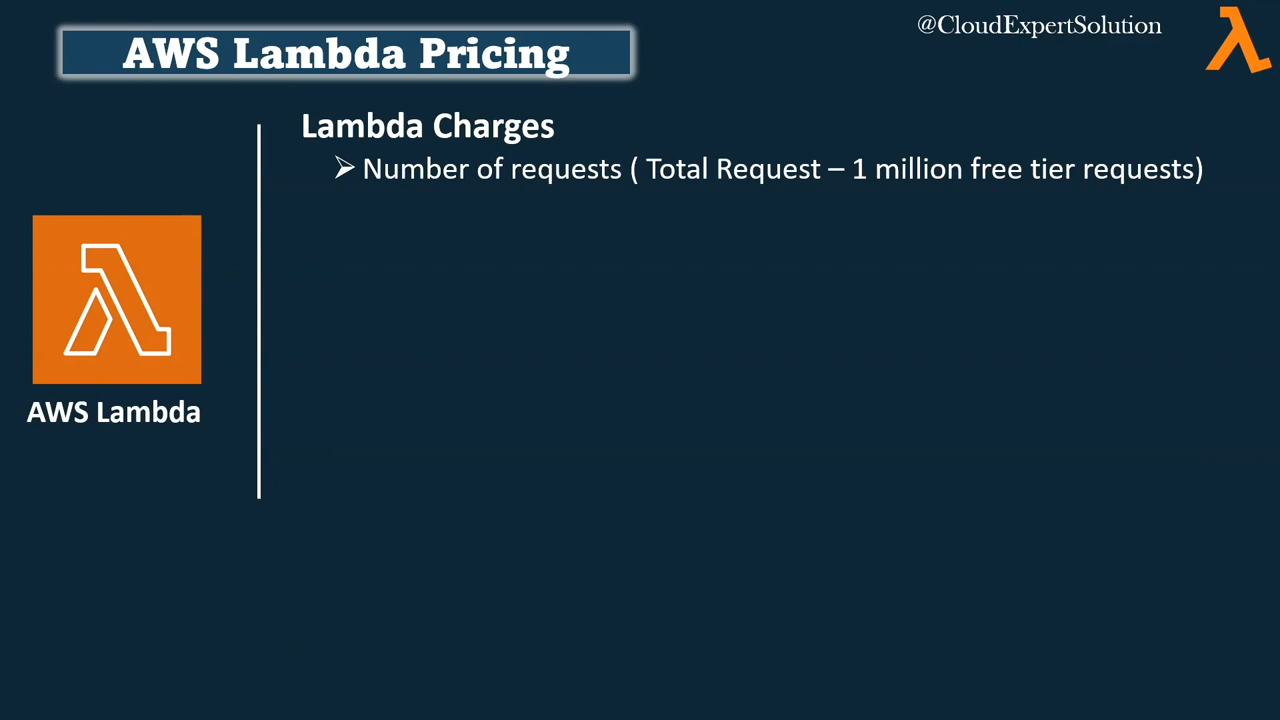 @CloudExpertSolution
AWS Lambda Pricing
Lambda Charges
➢ Number of requests ( Total Request – 1 million free tier requests)
AWS Lambda